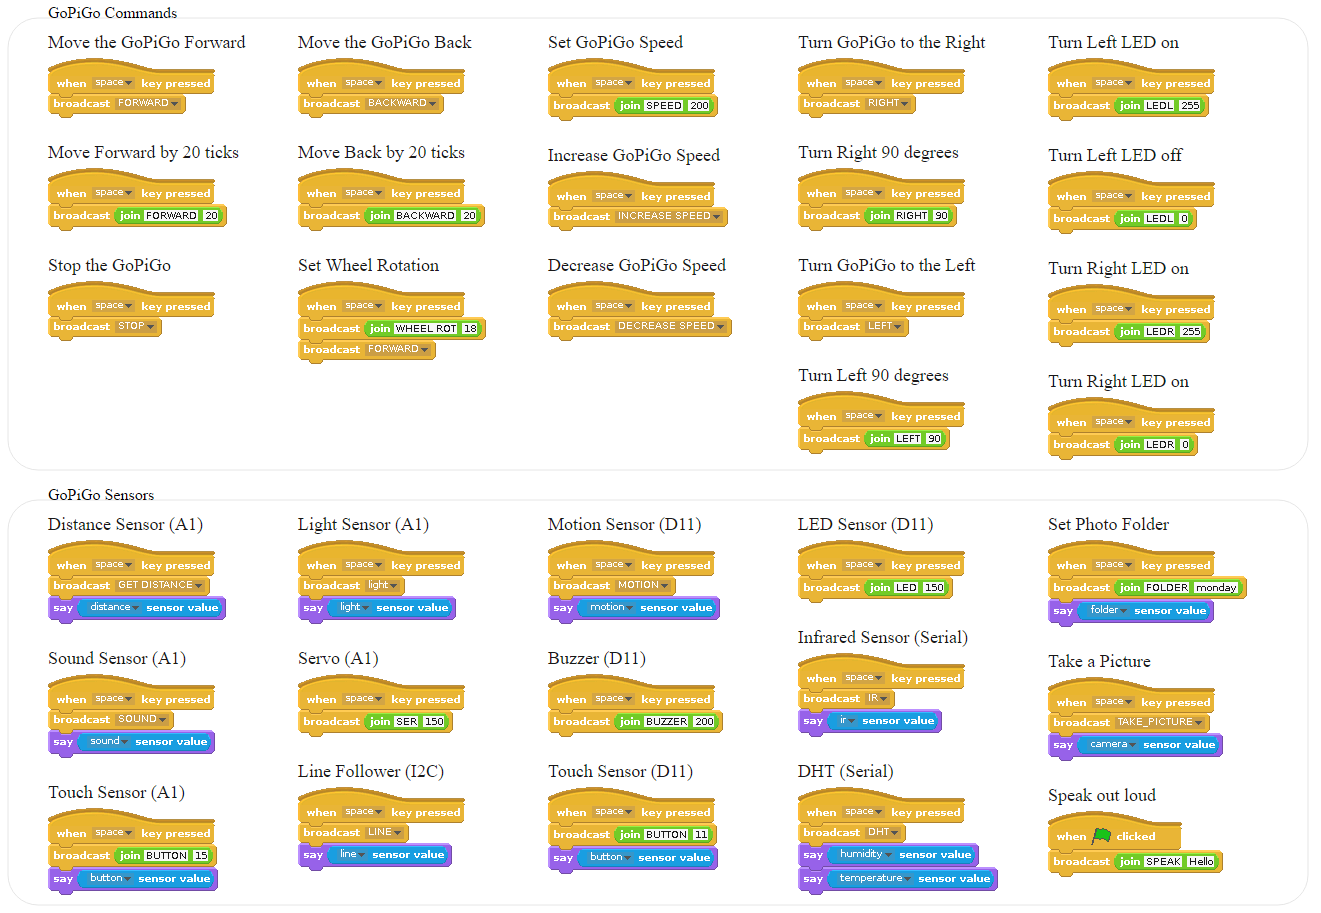 GoPiGo Commands
Move the GoPiGo Forward
when space key pressed
broadcast FORWARD
Move Forward by 20 ticks
when space key pressed
broadcast join FORWARD 20
Stop the GoPiGo
when space key pressed
broadcast STOP
Move the GoPiGo Back
when space key pressed
broadcast BACKWARD
Move Back by 20 ticks
when space key pressed
broadcast join BACKWARD 20
Set Wheel Rotation
when space key pressed
broadcast join WHEEL ROT 18
broadcast FORWARD
Set GoPiGo Speed
when space key pressed
broadcast join SPEED 200
Increase GoPiGo Speed
when space key pressed
broadcast INCREASE SPEED
Decrease GoPiGo Speed
when space key pressed
broadcast DECREASE SPEED
Turn GoPiGo to the Right
when space key pressed
broadcast RIGHT
Turn Right 90 degrees
when space key pressed
broadcast join RIGHT 90
Turn GoPiGo to the Left
when space key pressed
broadcast LEFT
Turn Left 90 degrees
when space key pressed
broadcast join LEFT 90
Turn Left LED on
when space key pressed
broadcast join LEDL 255
Turn Left LED off
when space key pressed
broadcast join LEDL 0
Turn Right LED on
when space key pressed
broadcast join LEDR 255
Turn Right LED on
when space key pressed
broadcast join LEDR 0
GoPiGo Sensors
Distance Sensor (A1)
when space key pressed
broadcast GET DISTANCE
say distance sensor value
Sound Sensor (A1)
when space key pressed
broadcast SOUND
say sound sensor value
Touch Sensor (A1)
when space key pressed
broadcast join BUTTON 15
say button sensor value
Light Sensor (A1)
when space key pressed
broadcast light
say light sensor value
Servo (A1)
when space key pressed
broadcast join SER 150
Line Follower (I2C)
when space key pressed
broadcast LINE
say line sensor value
Motion Sensor (D11)
when space key pressed
broadcast MOTION
say motion sensor value
Buzzer (D11)
when space key pressed
broadcast join BUZZER 200
Touch Sensor (D11)
when space key pressed
broadcast join BUTTON 11
say button sensor value
LED Sensor (D11)
when space key pressed
broadcast join LED 150
Infrared Sensor (Serial)
when space key pressed
broadcast IR
say ir sensor value
DHT (Serial)
when space key pressed
broadcast DHT
say humidity sensor value
say temperature sensor value
Set Photo Folder
when space key pressed
broadcast join FOLDER monday
say folder sensor value
Take a Picture
when space key pressed
broadcast TAKE_PICTURE
say camera sensor value
Speak out loud
when clicked
broadcast join SPEAK Hello